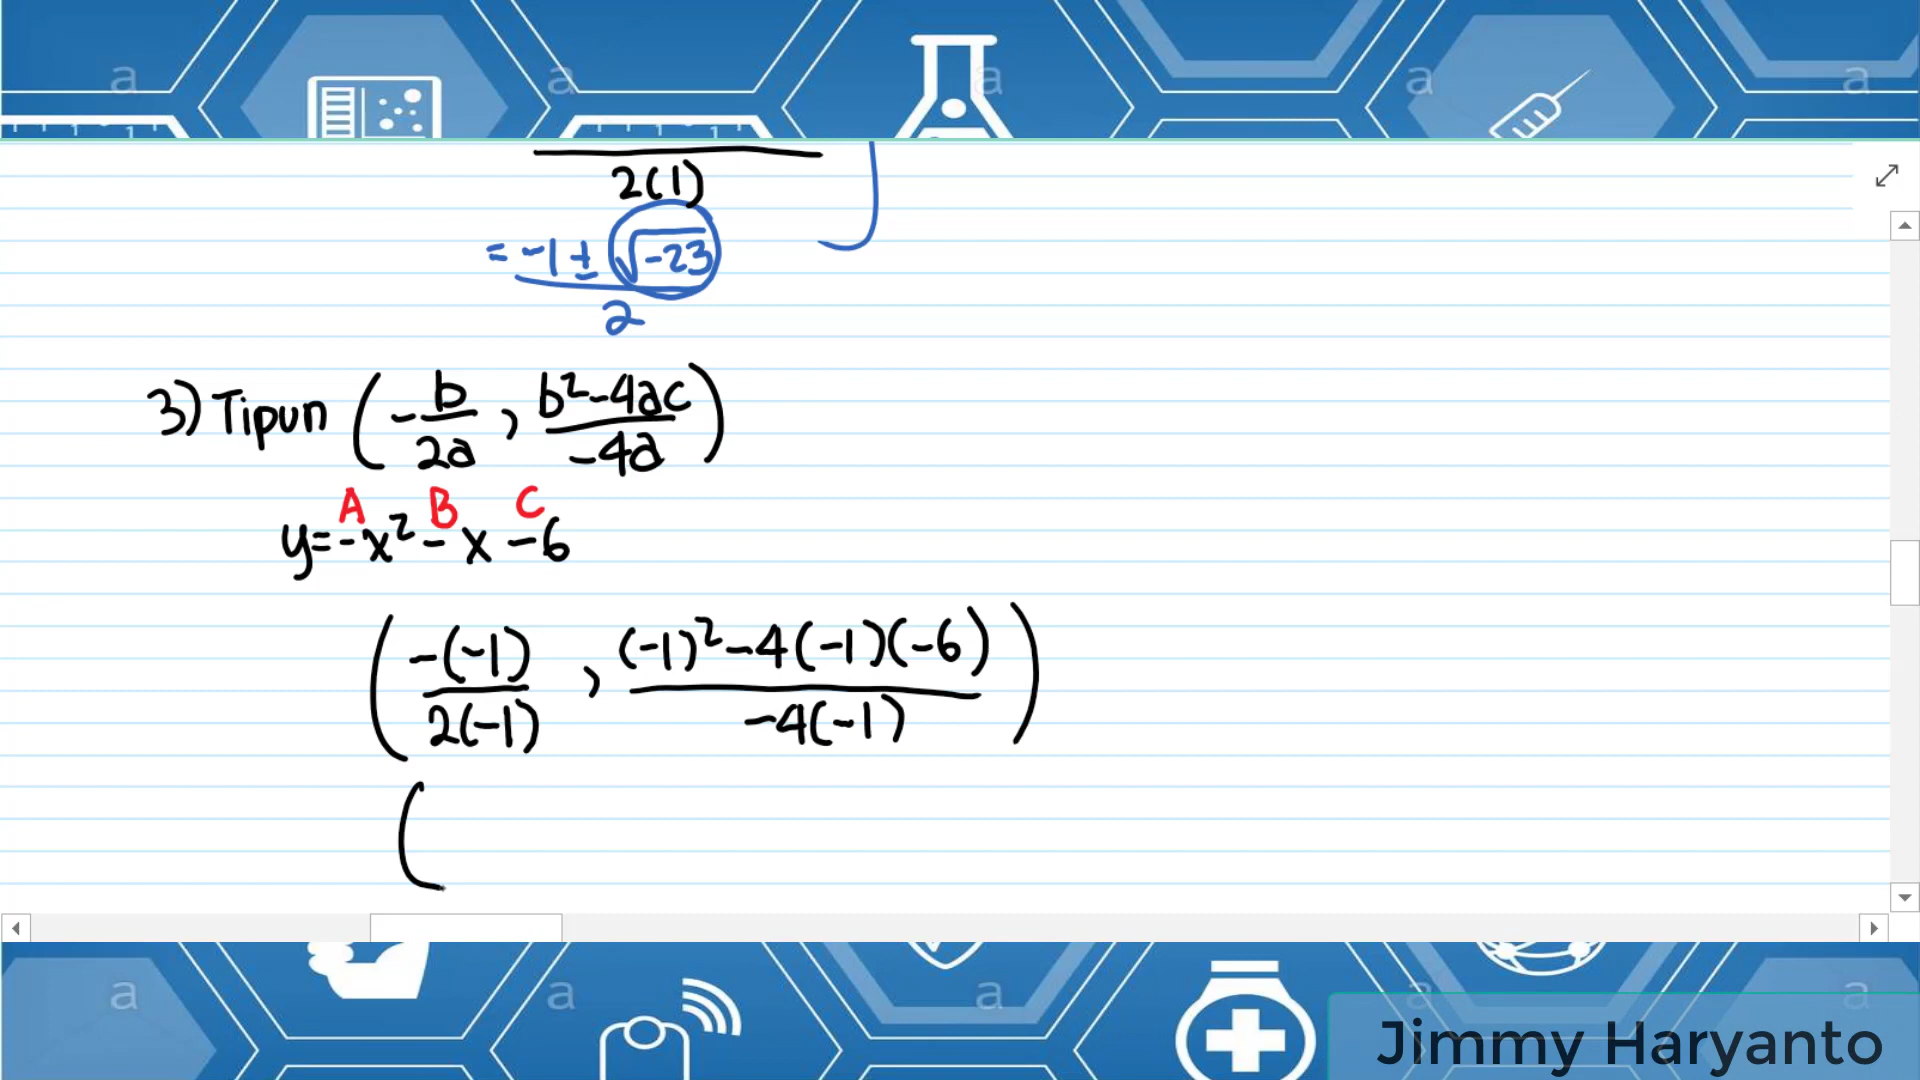 2(1)
= -1 ± √-23
2
3) Tipun ( - b/2a , b²-4ac/-4a )
A B C
y = -x² - x - 6
( -(-1)/2(-1) , (-1)²-4(-1)(-6)/-4(-1) )
(
Jimmy Haryanto